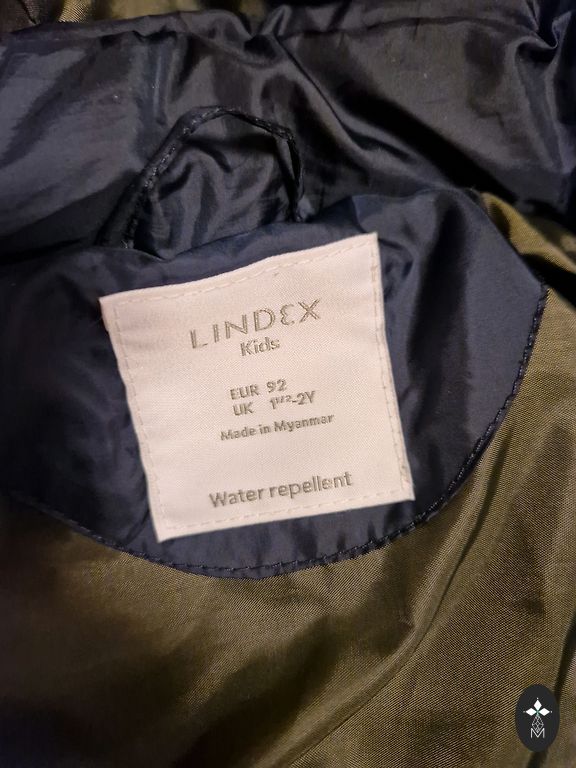 LINDEX
Kids
EUR 92
UK 1¹/²-2Y
Made in Myanmar
Water repellent
M